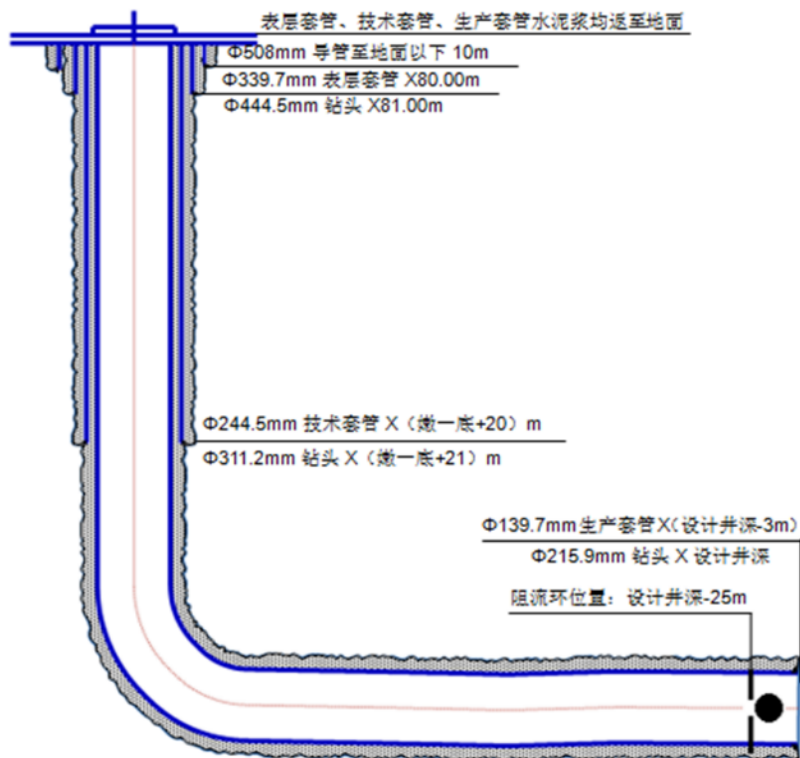 表层套管、技术套管、生产套管水泥浆均返至地面
Φ508mm 导管至地面以下 10m
Φ339.7mm 表层套管 X80.00m
Φ444.5mm 钻头 X81.00m
Φ244.5mm 技术套管 X（嫩一底+20）m
Φ311.2mm 钻头 X（嫩一底+21）m
Φ139.7mm生产套管X(设计井深-3m)
Φ215.9mm 钻头 X 设计井深
阻流环位置：设计井深-25m